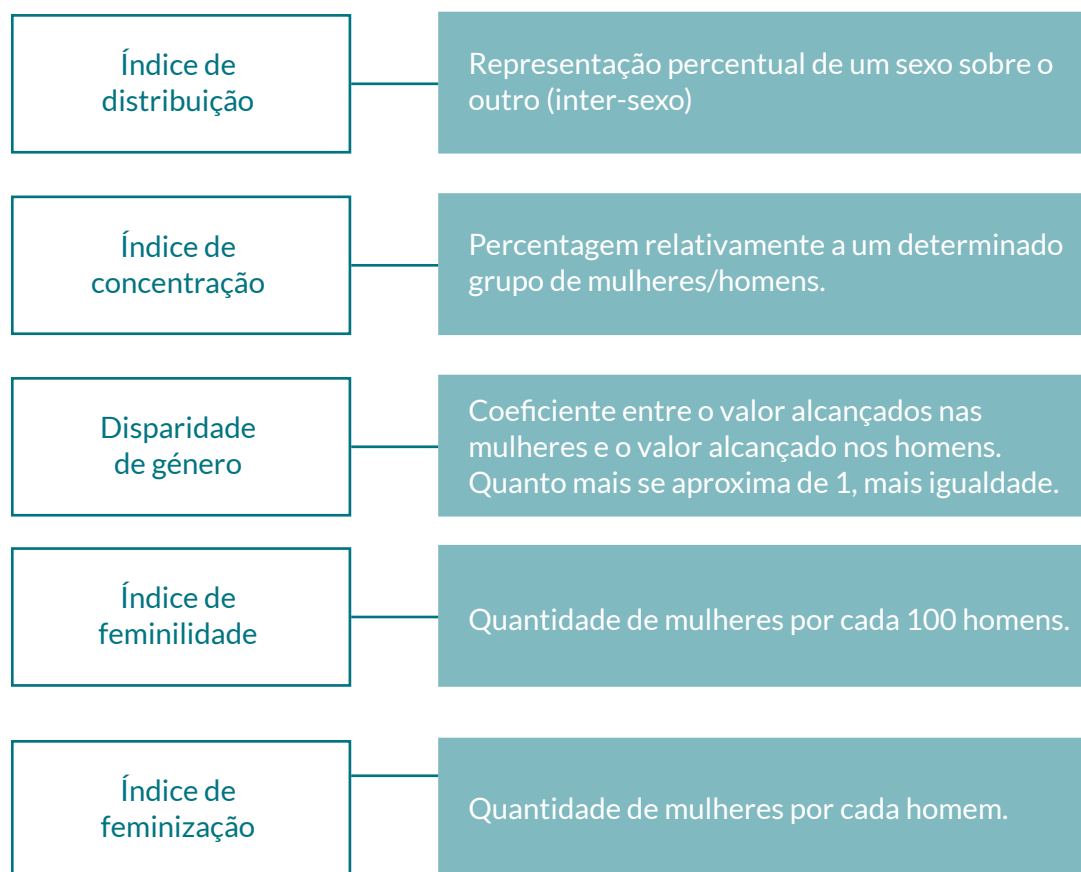 Índice de
distribuição
Representação percentual de um sexo sobre o
outro (inter-sexo)
Índice de
concentração
Percentagem relativamente a um determinado
grupo de mulheres/homens.
Disparidade
de género
Coeficiente entre o valor alcançados nas
mulheres e o valor alcançado nos homens.
Quanto mais se aproxima de 1, mais igualdade.
Índice de
feminilidade
Quantidade de mulheres por cada 100 homens.
Índice de
feminização
Quantidade de mulheres por cada homem.